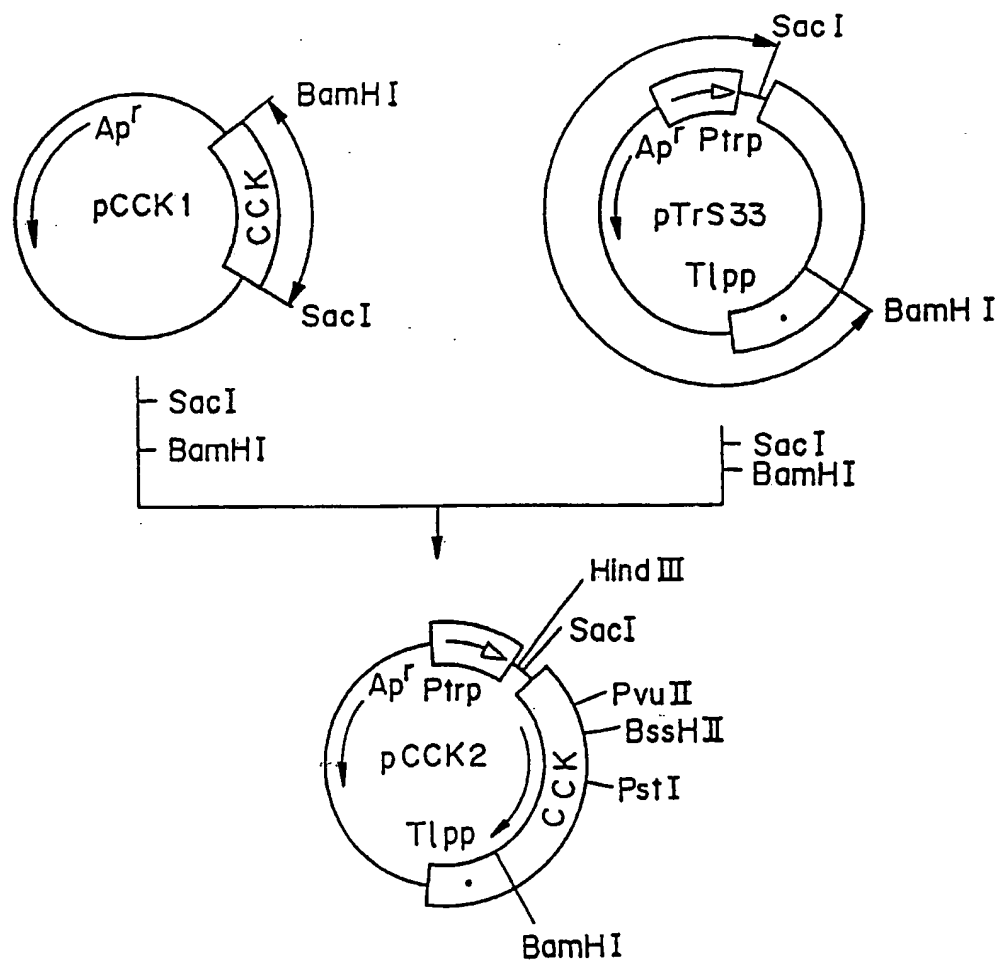 SacI
BamHI
Apʳ
CCK
pCCK1
SacI
Apʳ Ptrp
pTrS33
Tlpp
BamHI
SacI
BamHI
SacI
BamHI
HindIII
SacI
Apʳ Ptrp
PvuII
BssHII
pCCK2
CCK
PstI
Tlpp
BamHI